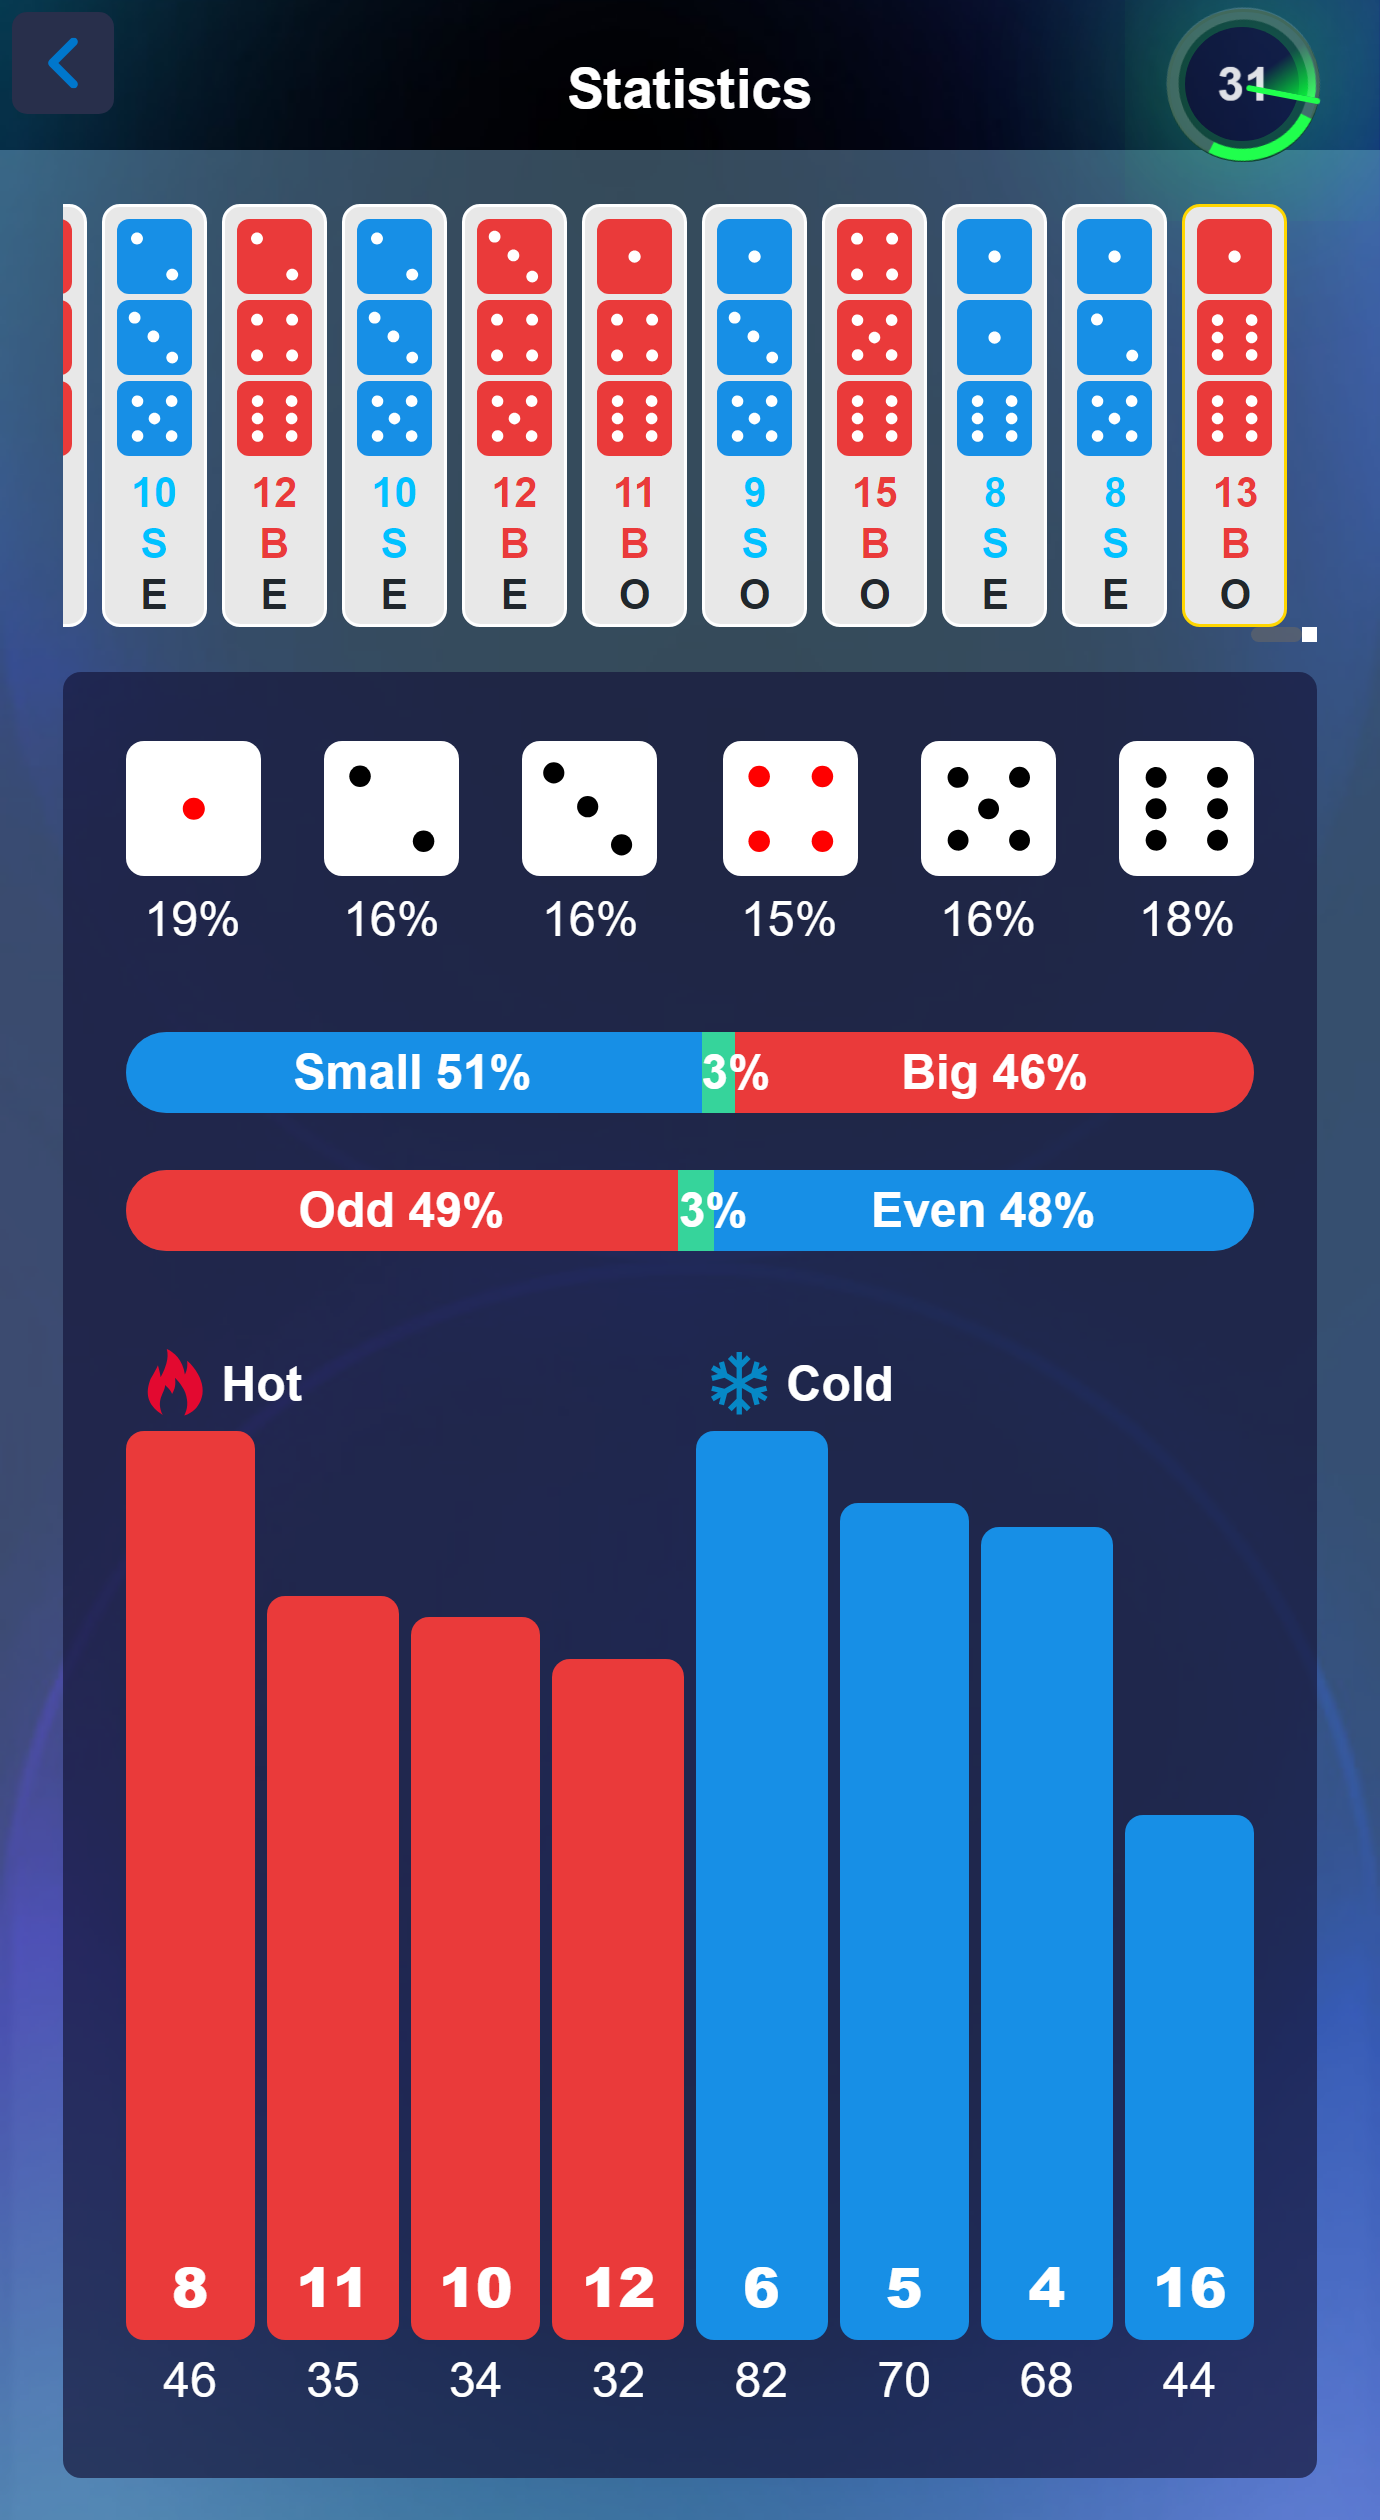 Statistics
31
10 12 10 12 11 9 15 8 8 13
S B S B B S B S S B
E E E E O O O E E O
19% 16% 16% 15% 16% 18%
Small 51% 3% Big 46%
Odd 49% 3% Even 48%
Hot Cold
8 11 10 12 6 5 4 16
46 35 34 32 82 70 68 44